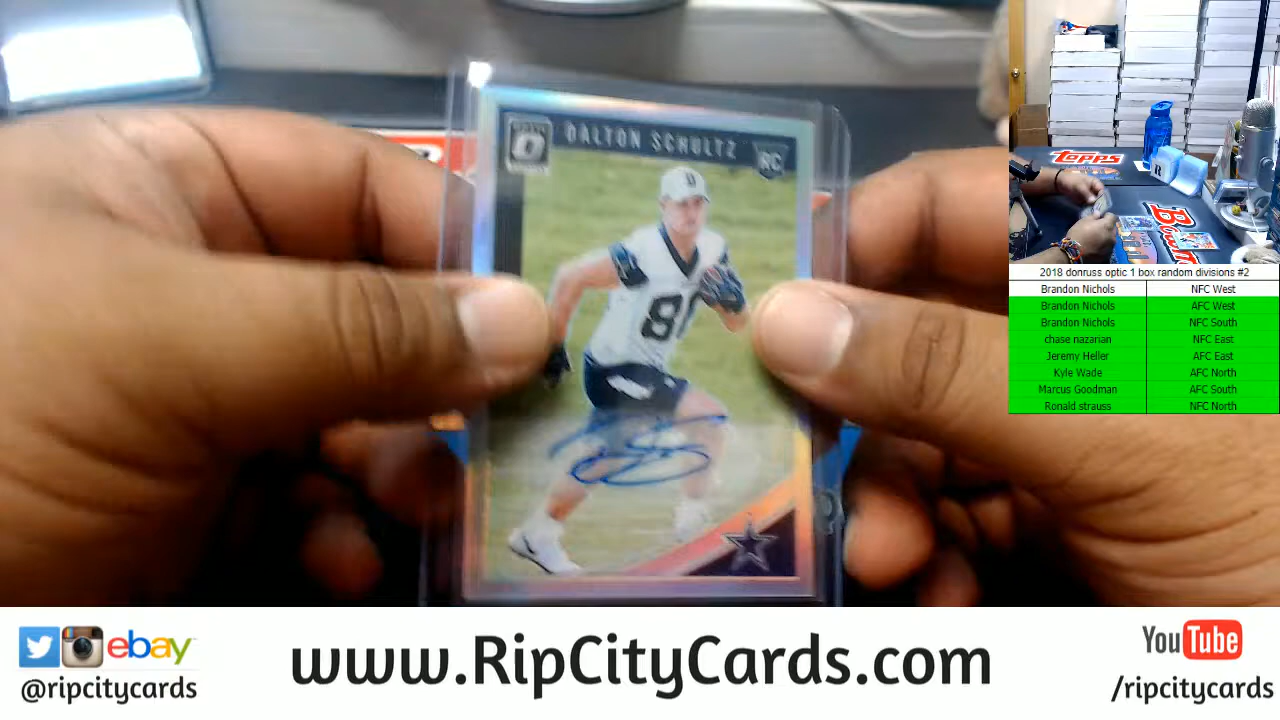 DALTON SCHULTZ
RC
80
TOPPS
2018 donruss optic 1 box random divisions #2
Brandon Nichols NFC West
Brandon Nichols AFC West
Brandon Nichols NFC South
chase nazarian NFC East
Jeremy Heller AFC East
Kyle Wade AFC North
Marcus Goodman AFC South
Ronald strauss NFC North
ebay
www.RipCityCards.com
YouTube
@ripcitycards
/ripcitycards